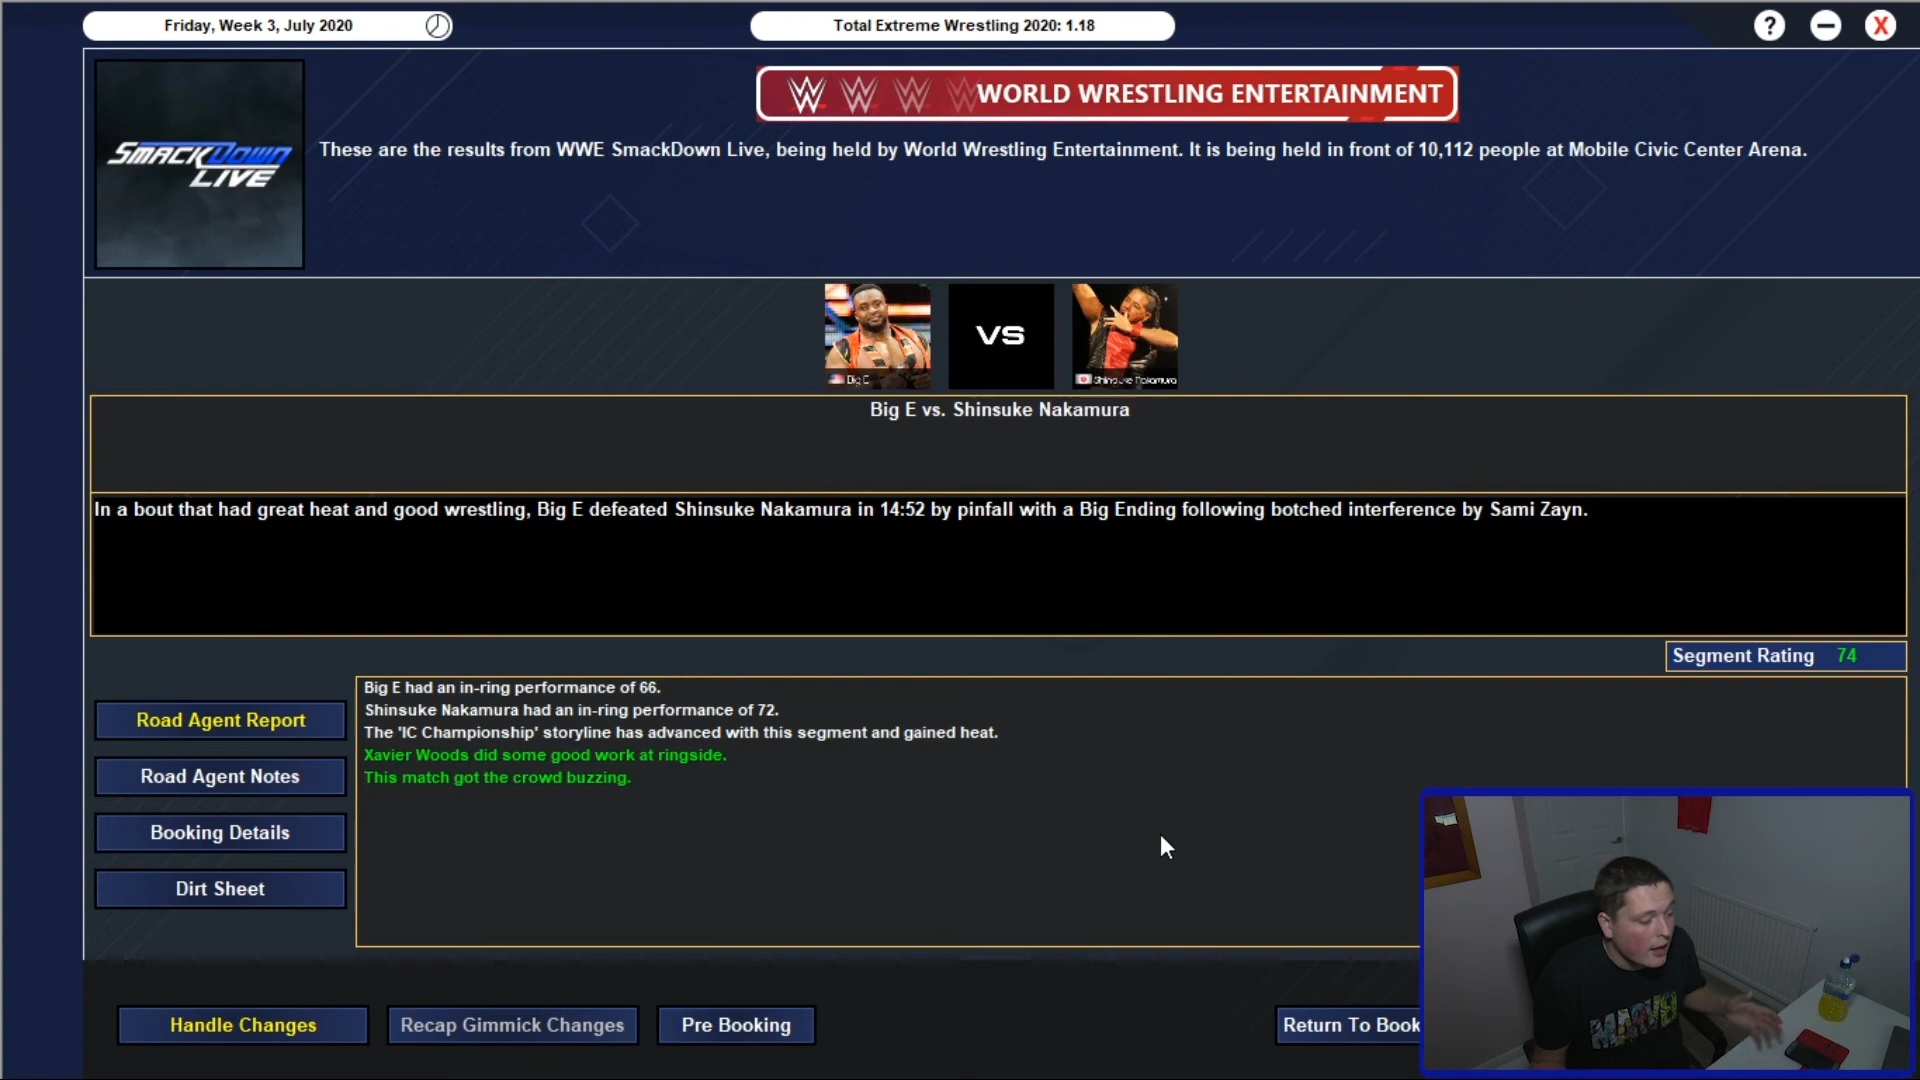 Friday, Week 3, July 2020
Total Extreme Wrestling 2020: 1.18
?
X
WORLD WRESTLING ENTERTAINMENT
SMACKDOWN
LIVE
These are the results from WWE SmackDown Live, being held by World Wrestling Entertainment. It is being held in front of 10,112 people at Mobile Civic Center Arena.
Big E
VS
Shinsuke Nakamura
Big E vs. Shinsuke Nakamura
In a bout that had great heat and good wrestling, Big E defeated Shinsuke Nakamura in 14:52 by pinfall with a Big Ending following botched interference by Sami Zayn.
Segment Rating 74
Road Agent Report
Road Agent Notes
Booking Details
Dirt Sheet
Big E had an in-ring performance of 66.
Shinsuke Nakamura had an in-ring performance of 72.
The 'IC Championship' storyline has advanced with this segment and gained heat.
Xavier Woods did some good work at ringside.
This match got the crowd buzzing.
MARVEL
Handle Changes
Recap Gimmick Changes
Pre Booking
Return To Book